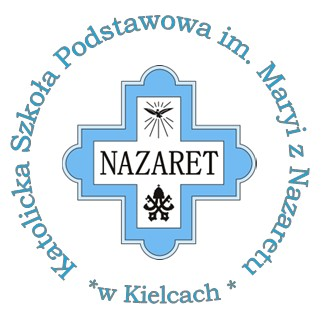 Katolicka Szkoła Podstawowa im. Maryi z Nazaretu
NAZARET
*w Kielcach *